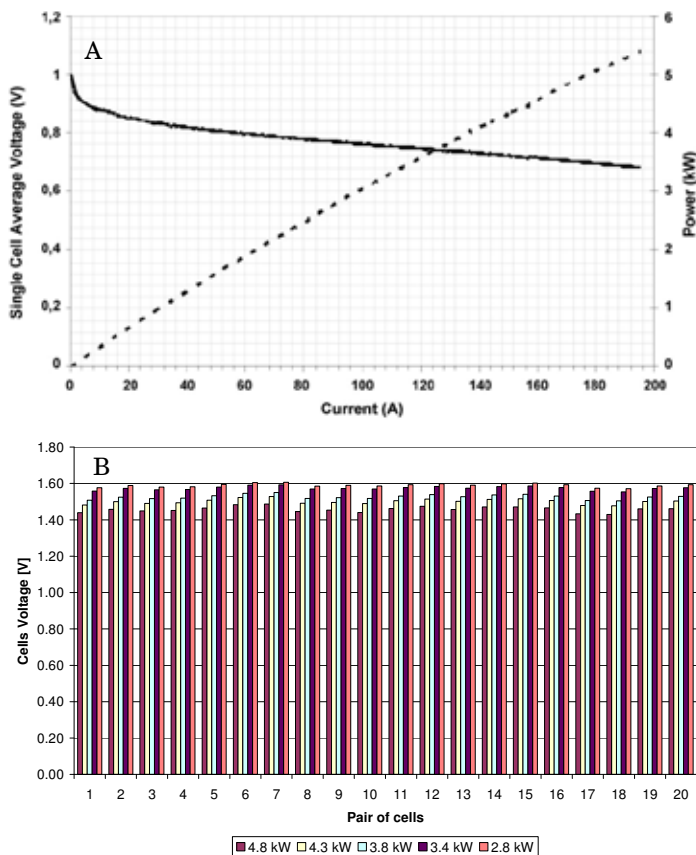 A
Single Cell Average Voltage (V)
1,2
1
0,8
0,6
0,4
0,2
0
6
5
4
3
2
1
0
Power (kW)
0 20 40 60 80 100 120 140 160 180 200
Current (A)
B
Cells Voltage [V]
1.80
1.60
1.40
1.20
1.00
0.80
0.60
0.40
0.20
0.00
1 2 3 4 5 6 7 8 9 10 11 12 13 14 15 16 17 18 19 20
Pair of cells
4.8 kW 4.3 kW 3.8 kW 3.4 kW 2.8 kW